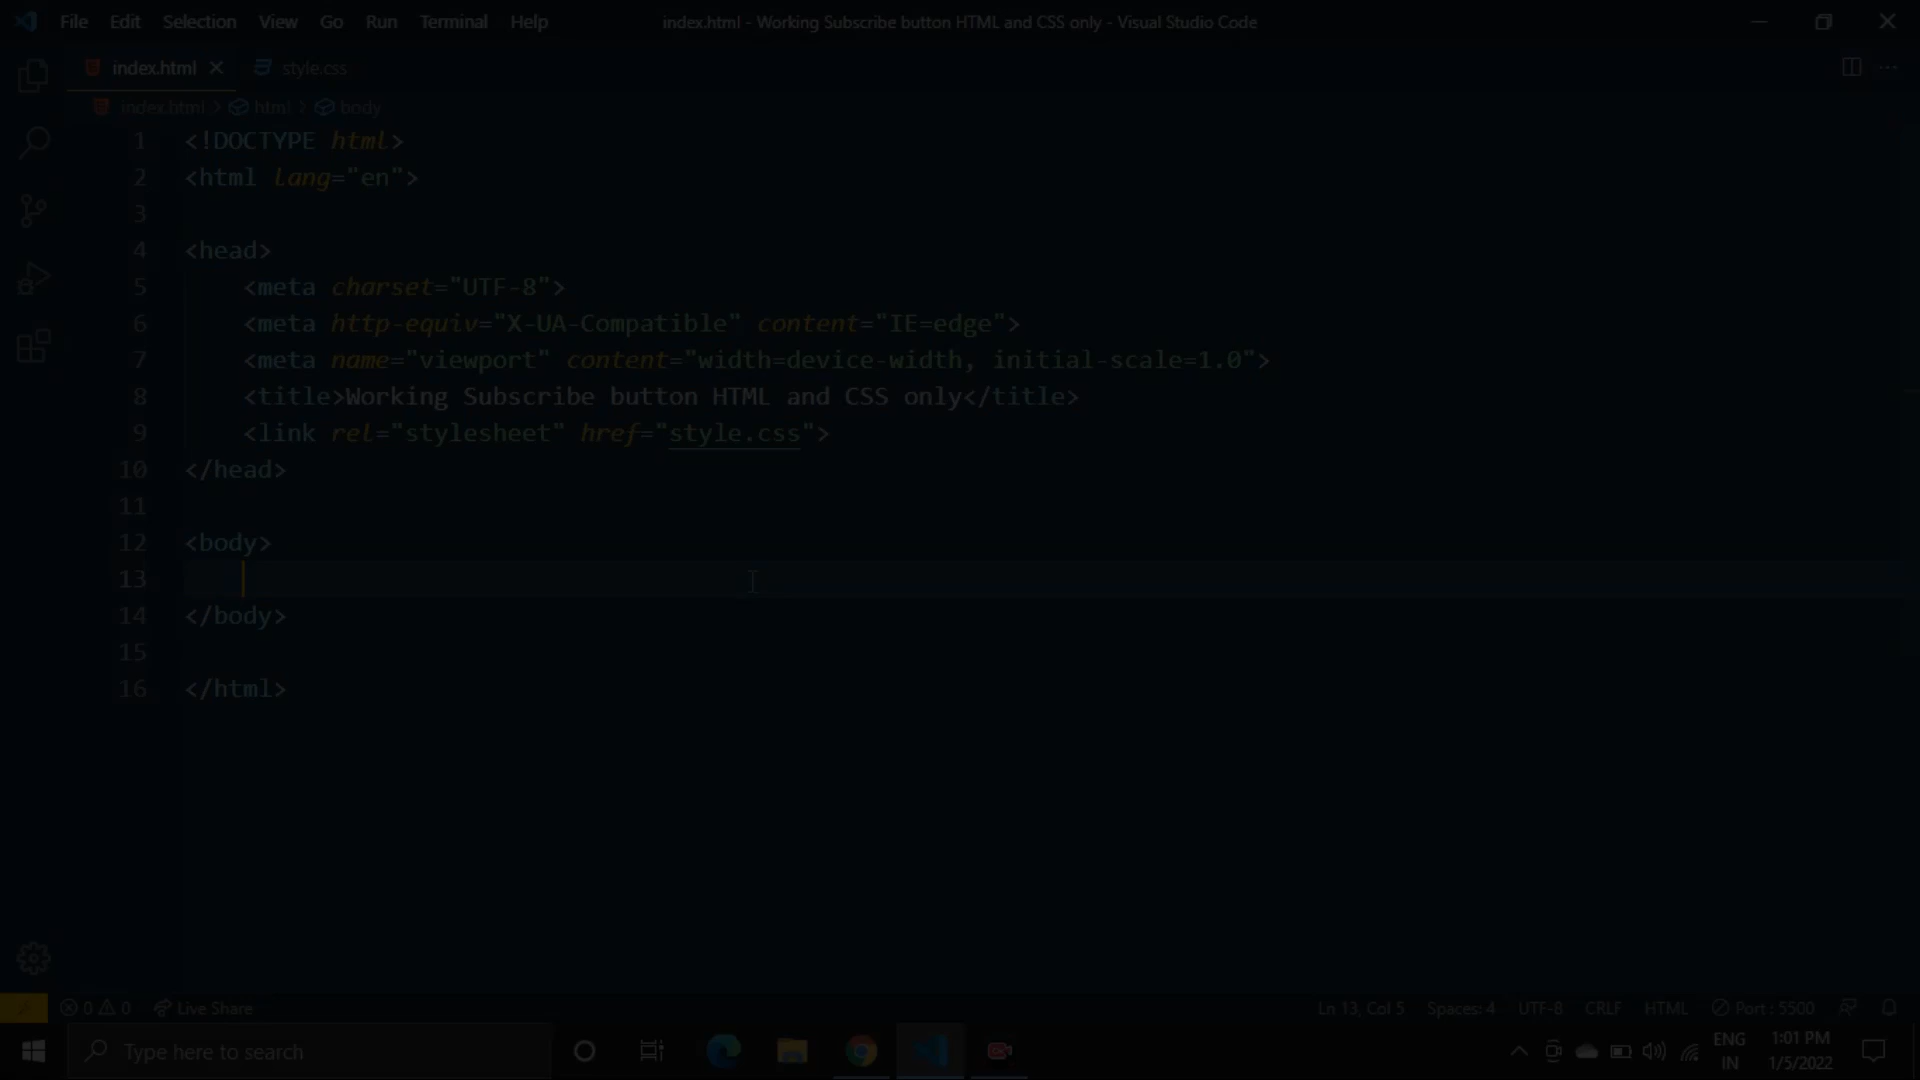 File Edit Selection View Go Run Terminal Help index.html - Working Subscribe button HTML and CSS only - Visual Studio Code
index.html style.css
index.html > html > body
1 <!DOCTYPE html>
2 <html lang="en">
3
4 <head>
5 <meta charset="UTF-8">
6 <meta http-equiv="X-UA-Compatible" content="IE=edge">
7 <meta name="viewport" content="width=device-width, initial-scale=1.0">
8 <title>Working Subscribe button HTML and CSS only</title>
9 <link rel="stylesheet" href="style.css">
10 </head>
11
12 <body>
13
14 </body>
15
16 </html>
0 0 Live Share Ln 13, Col 5 Spaces: 4 UTF-8 CRLF HTML Port : 5500
Type here to search
ENG 1:01 PM
IN 1/5/2022